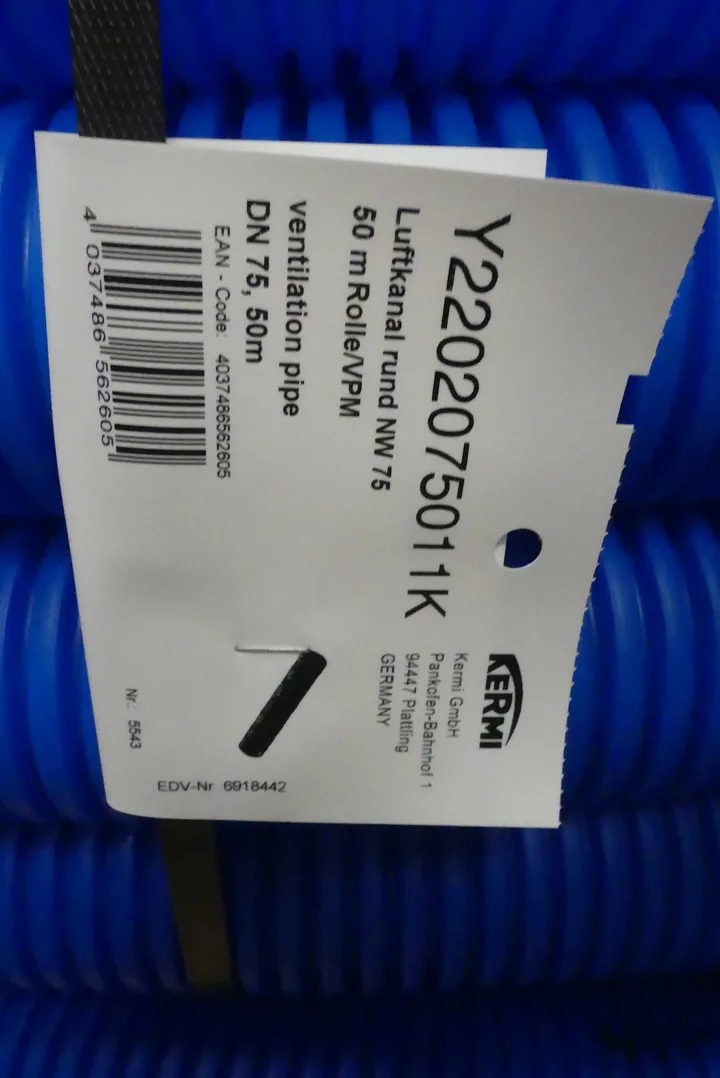 Y2202075011K
Luftkanal rund NW 75
50 m Rolle/VPM
ventilation pipe
DN 75, 50m
EAN - Code: 4037486562605
4 037486 562605
KERMI
Kermi GmbH
Pankofen-Bahnhof 1
94447 Plattling
GERMANY
Nr.: 5543
EDV-Nr 6918442